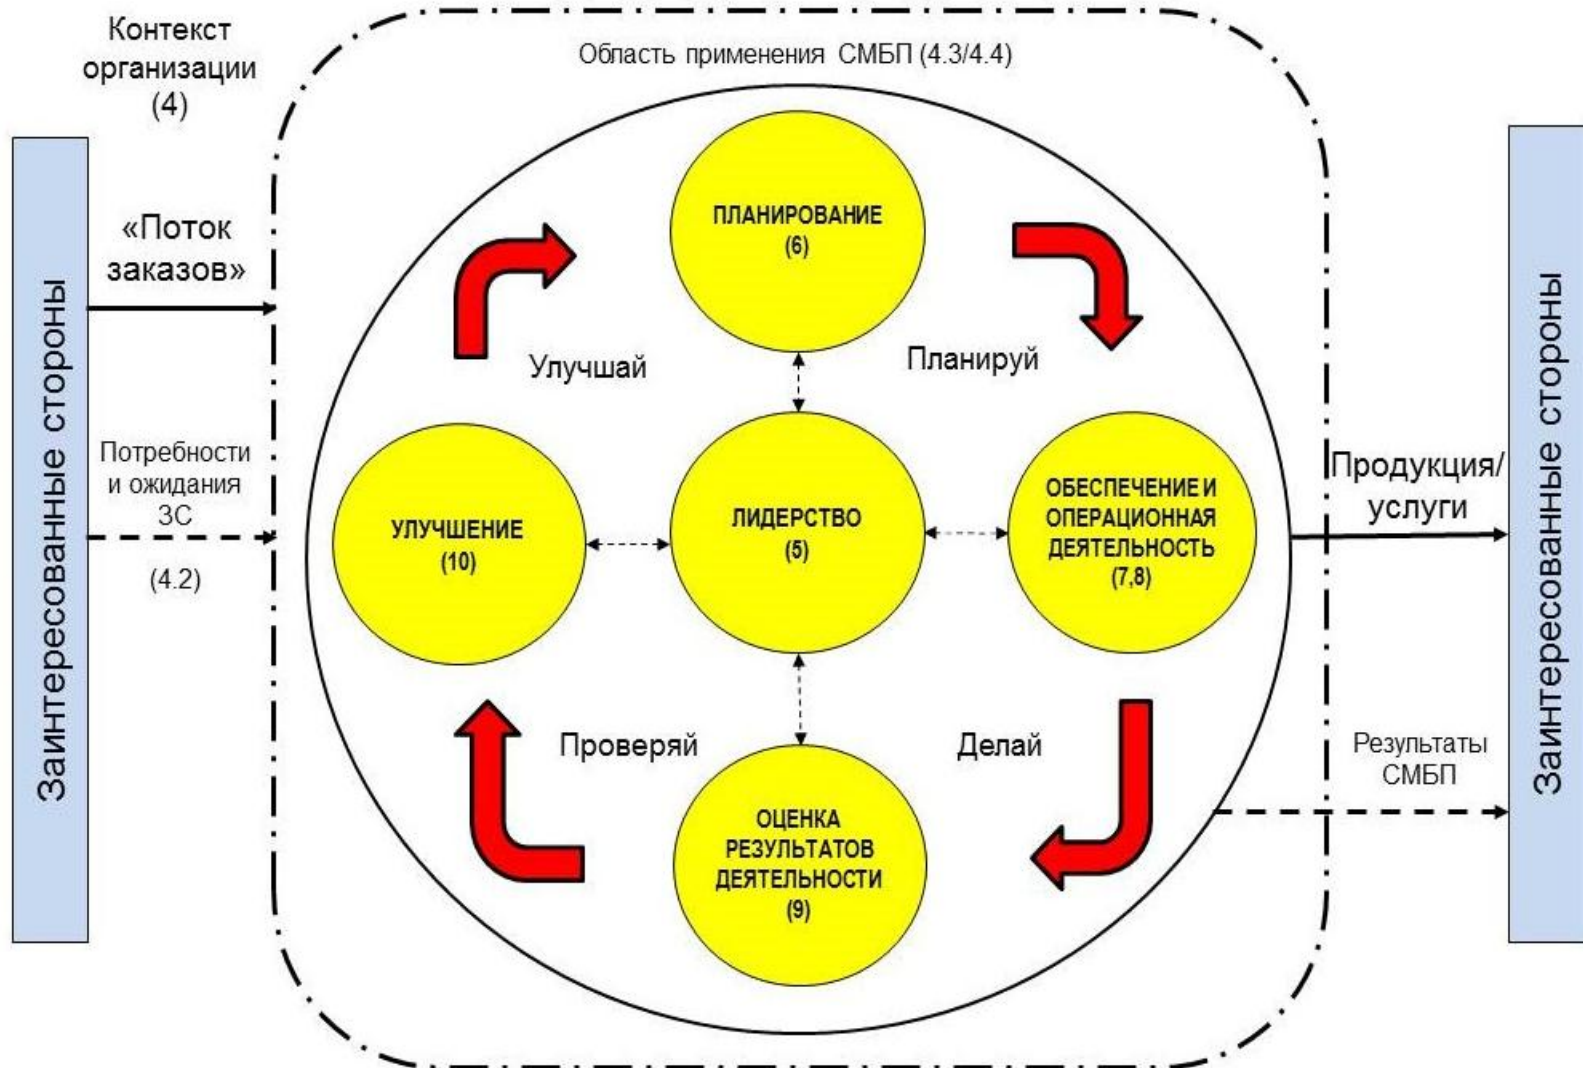 Контекст
организации
(4)
Область применения СМБП (4.3/4.4)
Заинтересованные стороны
«Поток
заказов»
Потребности
и ожидания
ЗС
(4.2)
ПЛАНИРОВАНИЕ
(6)
Улучшай
Планируй
УЛУЧШЕНИЕ
(10)
ЛИДЕРСТВО
(5)
ОБЕСПЕЧЕНИЕ И
ОПЕРАЦИОННАЯ
ДЕЯТЕЛЬНОСТЬ
(7,8)
Проверяй
Делай
ОЦЕНКА
РЕЗУЛЬТАТОВ
ДЕЯТЕЛЬНОСТИ
(9)
Продукция/
услуги
Результаты
СМБП
Заинтересованные стороны